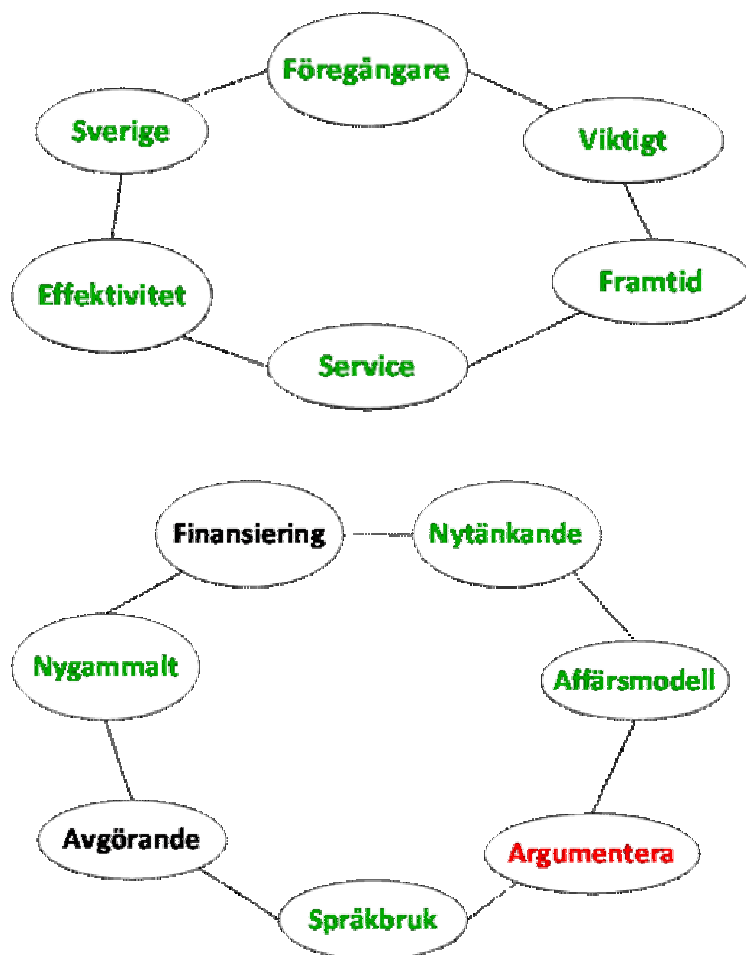 Föregångare
Sverige
Viktigt
Effektivitet
Framtid
Service
Finansiering
Nytänkande
Nygammalt
Affärsmodell
Avgörande
Argumentera
Språkbruk